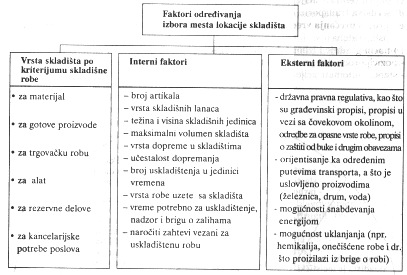 Faktori određivanja
izbora mesta lokacije skladišta
Vrsta skladišta po
kriterijumu skladišne
robe
• za materijal
• za gotove proizvode
• za trgovačku robu
• za alat
• za rezervne delove
• za kancelarijske
potrebe poslova
Interni faktori
– broj artikala
– vrsta skladišnih lanaca
– težina i visina skladišnih jedinica
– maksimalni volumen skladišta
– vrsta dopreme u skladištima
– učestalost dopremanja
– broj uskladištenja u jedinici
vremena
– vrsta robe uzete sa skladišta
– vreme potrebno za uskladištenje,
nadzor i brigu o zalihama
– naročiti zahtevi vezani za
uskladištenu robu
Eksterni faktori
- državna pravna regulativa, kao što
su građevinski propisi, propisi u
vezi sa čovekovom okolinom,
odredbe za opasne vrste robe, propisi
o zaštiti od buke i drugim obavezama
- orijentisanje ka određenim
putevima transporta, a što je
uslovljeno proizvodima
(železnica, drum, voda)
- mogućnosti snabdevanja
energijom
- mogućnost uklanjanja (npr.
hemikalija, onečišćene robe i dr.
što proizilazi iz brige o robi)